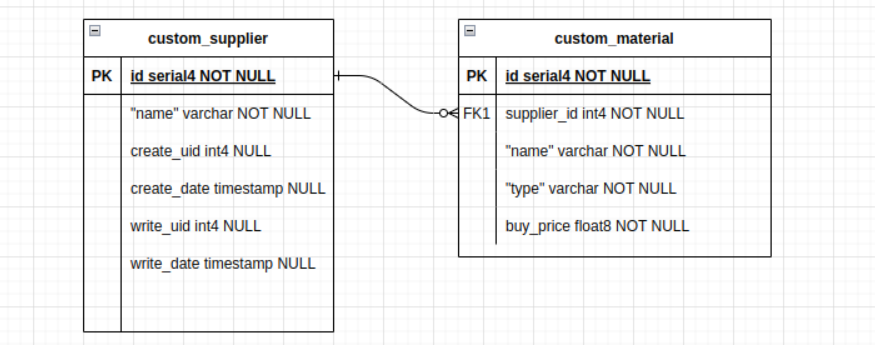 custom_supplier
PK id serial4 NOT NULL
"name" varchar NOT NULL
create_uid int4 NULL
create_date timestamp NULL
write_uid int4 NULL
write_date timestamp NULL
custom_material
PK id serial4 NOT NULL
FK1 supplier_id int4 NOT NULL
"name" varchar NOT NULL
"type" varchar NOT NULL
buy_price float8 NOT NULL